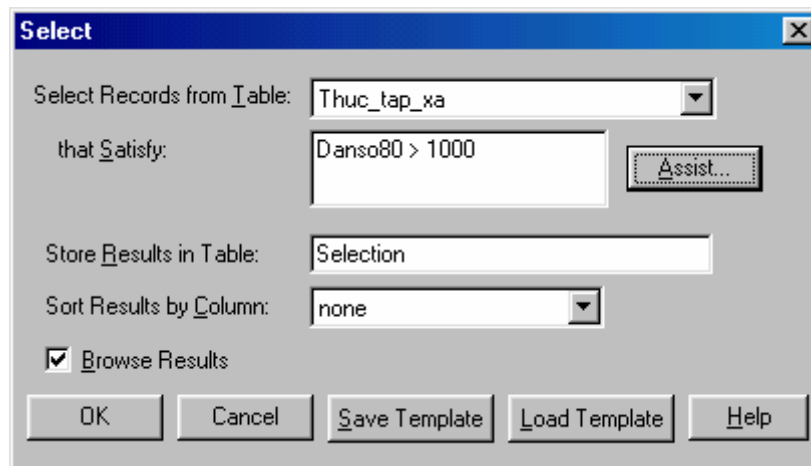 Select
Select Records from Table: Thuc_tap_xa
that Satisfy: Danso80 > 1000
Assist...
Store Results in Table: Selection
Sort Results by Column: none
Browse Results
OK Cancel Save Template Load Template Help